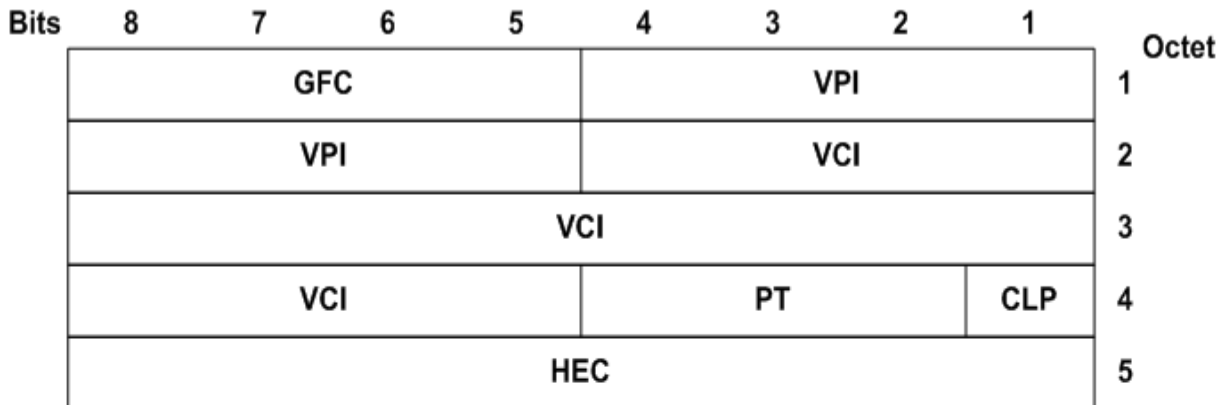 Bits 8 7 6 5 4 3 2 1 Octet
GFC VPI 1
VPI VCI 2
VCI 3
VCI PT CLP 4
HEC 5